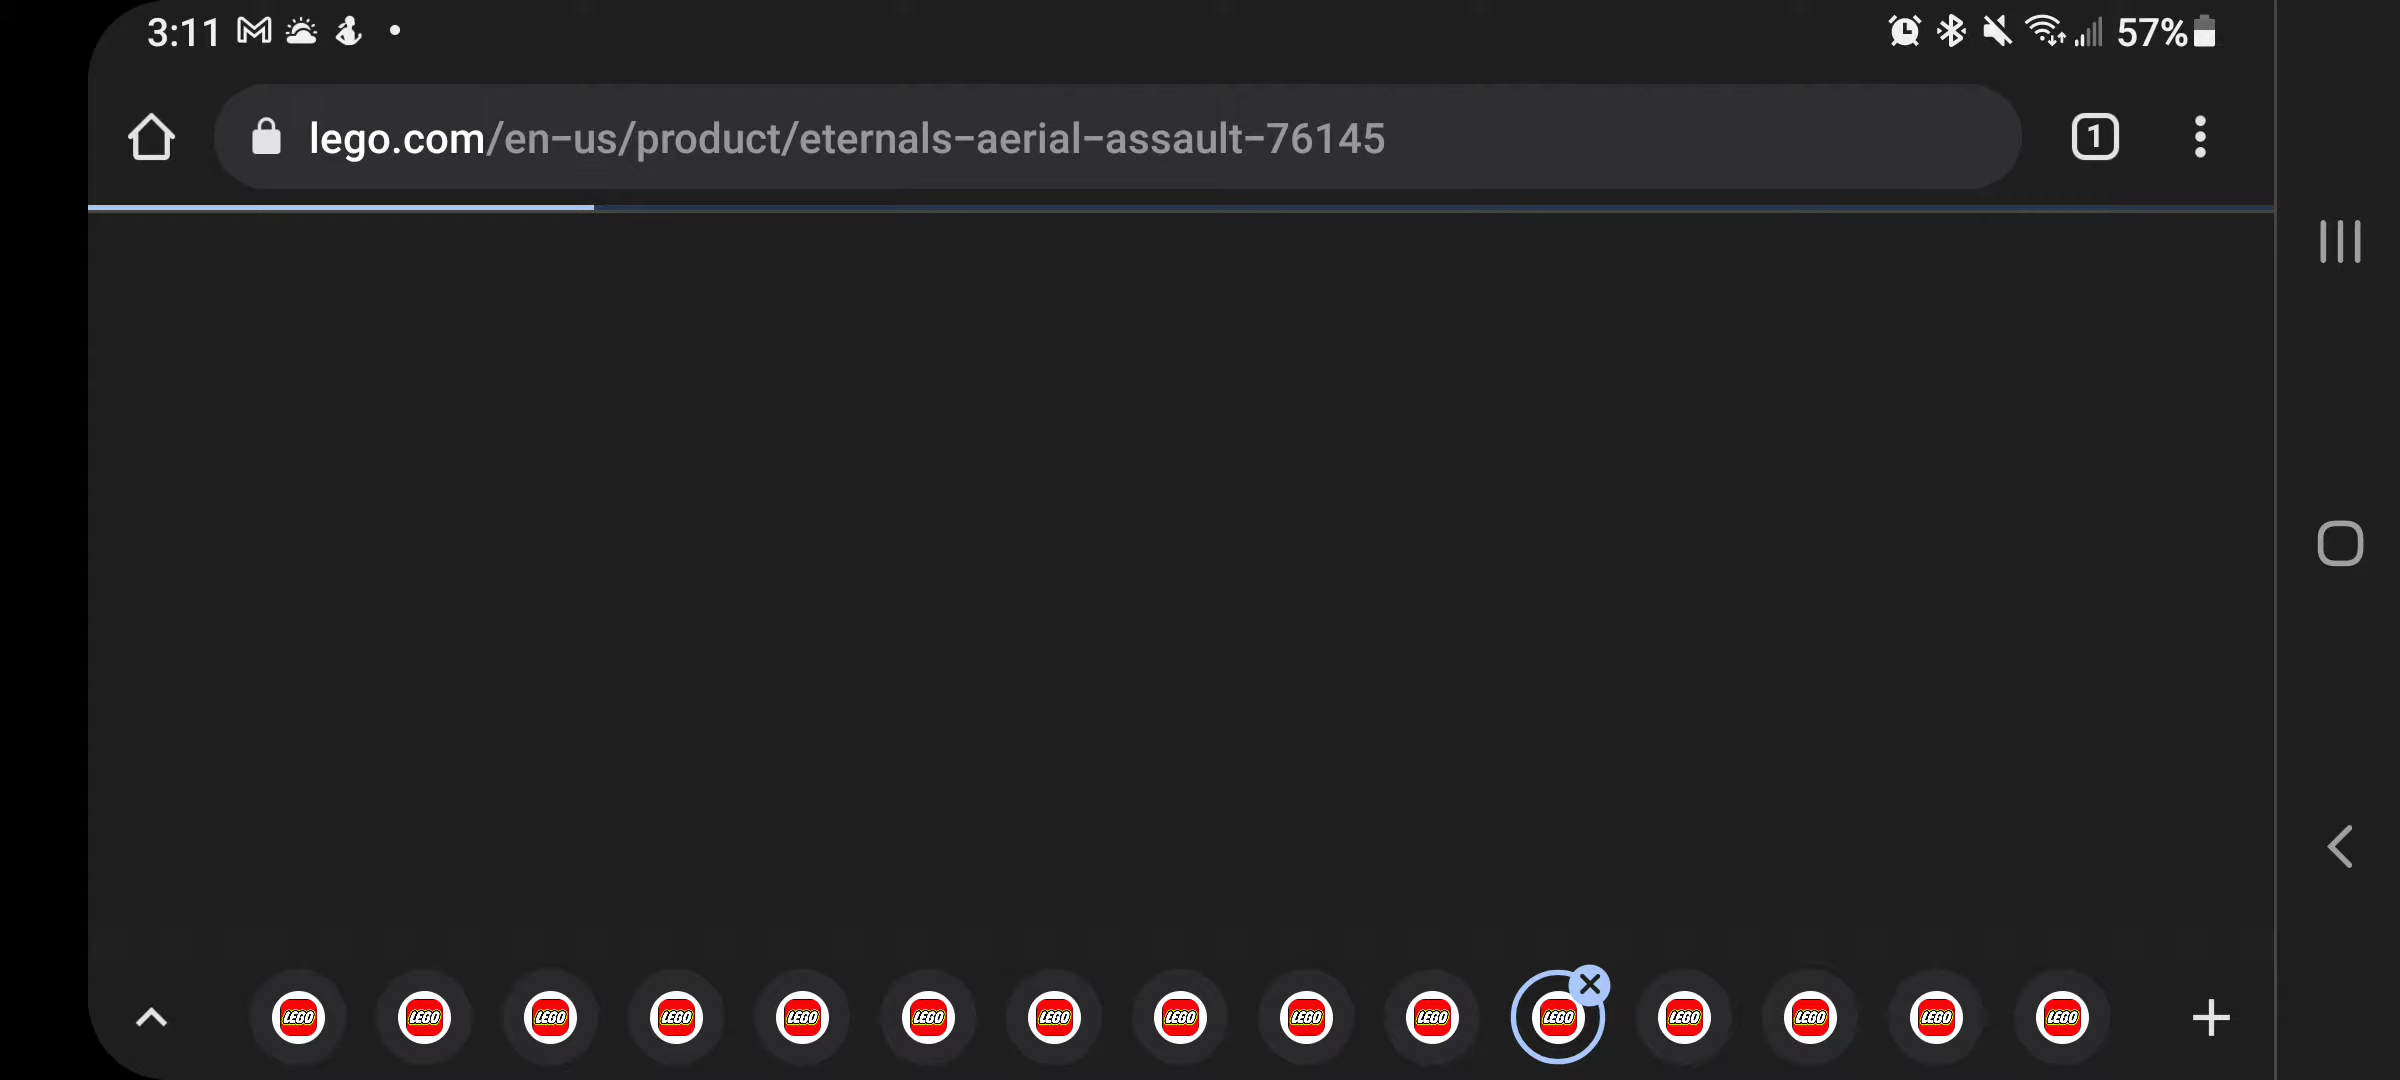 3:11
57%
lego.com/en-us/product/eternals-aerial-assault-76145
1
LEGO LEGO LEGO LEGO LEGO LEGO LEGO LEGO LEGO LEGO LEGO LEGO LEGO LEGO LEGO